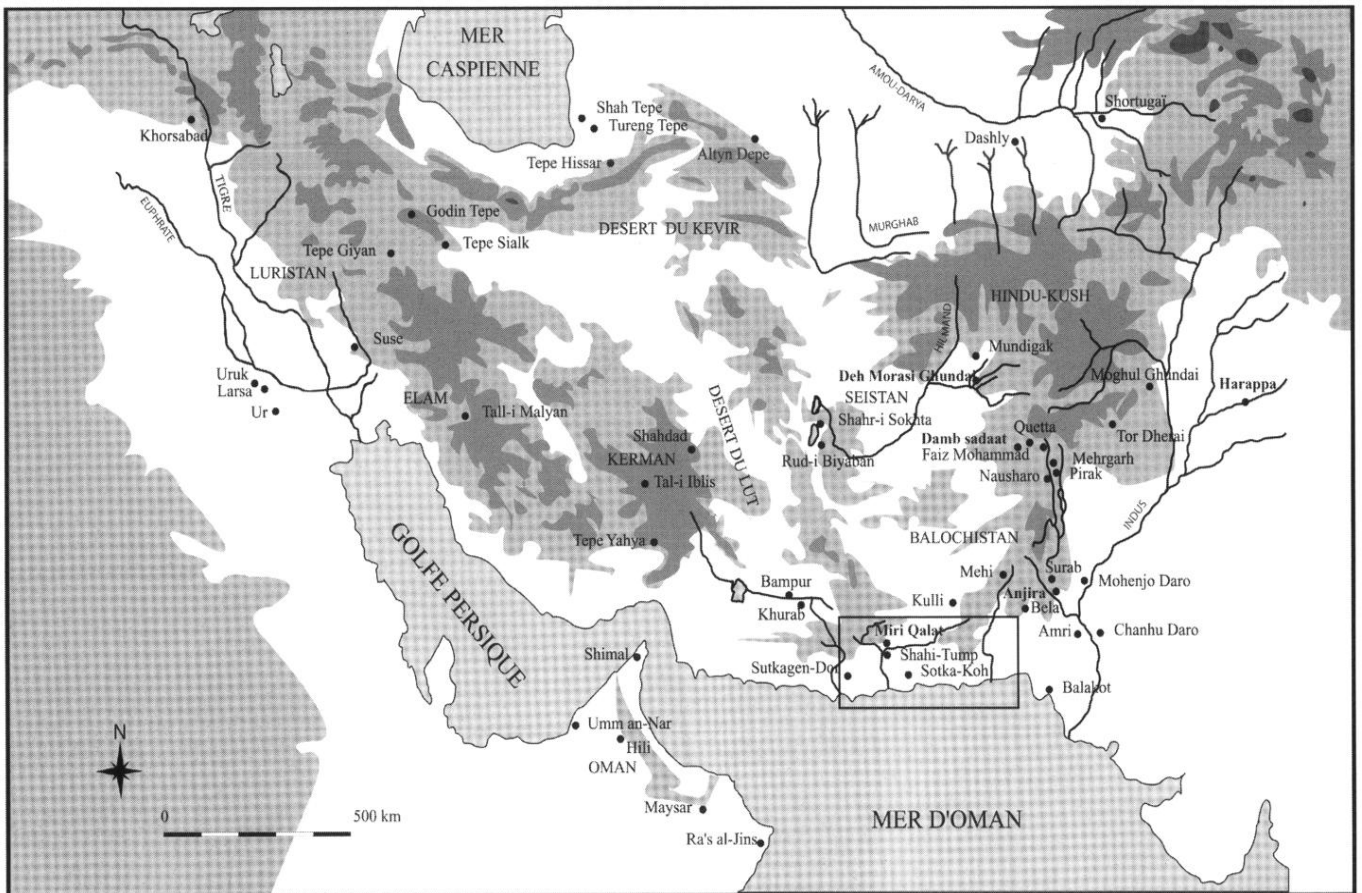 MER
CASPIENNE
AMOU-DARYA
Shortugaï
Shah Tepe
Tureng Tepe
Khorsabad
Dashly
Altyn Depe
Tepe Hissar
TIGRE
EUPHRATE
Godin Tepe
MURGHAB
DESERT DU KEVIR
Tepe Sialk
Tepe Giyan
LURISTAN
HINDU-KUSH
HILMAND
Suse
Mundigak
Uruk
Larsa
Deh Morasi Ghundai
Moghul Ghundai
Harappa
ELAM
SEISTAN
Ur
Tall-i Malyan
DESERT DU LUT
Shahr-i Sokhta
Quetta
Tor Dherai
Shahdad
Damb sadaat
KERMAN
Rud-i Biyaban
Faiz Mohammad
Mehrgarh
Tal-i Iblis
Nausharo
Pirak
INDUS
GOLFE PERSIQUE
Tepe Yahya
BALOCHISTAN
Mehi
Surab
Mohenjo Daro
Bampur
Anjira
Khurab
Kulli
Bela
Miri Qalat
Amri
Chanhu Daro
Shimal
Shahi-Tump
Sutkagen-Dor
Sotka-Koh
Balakot
Umm an-Nar
N
Hili
OMAN
0
500 km
Maysar
MER D'OMAN
Ra's al-Jins